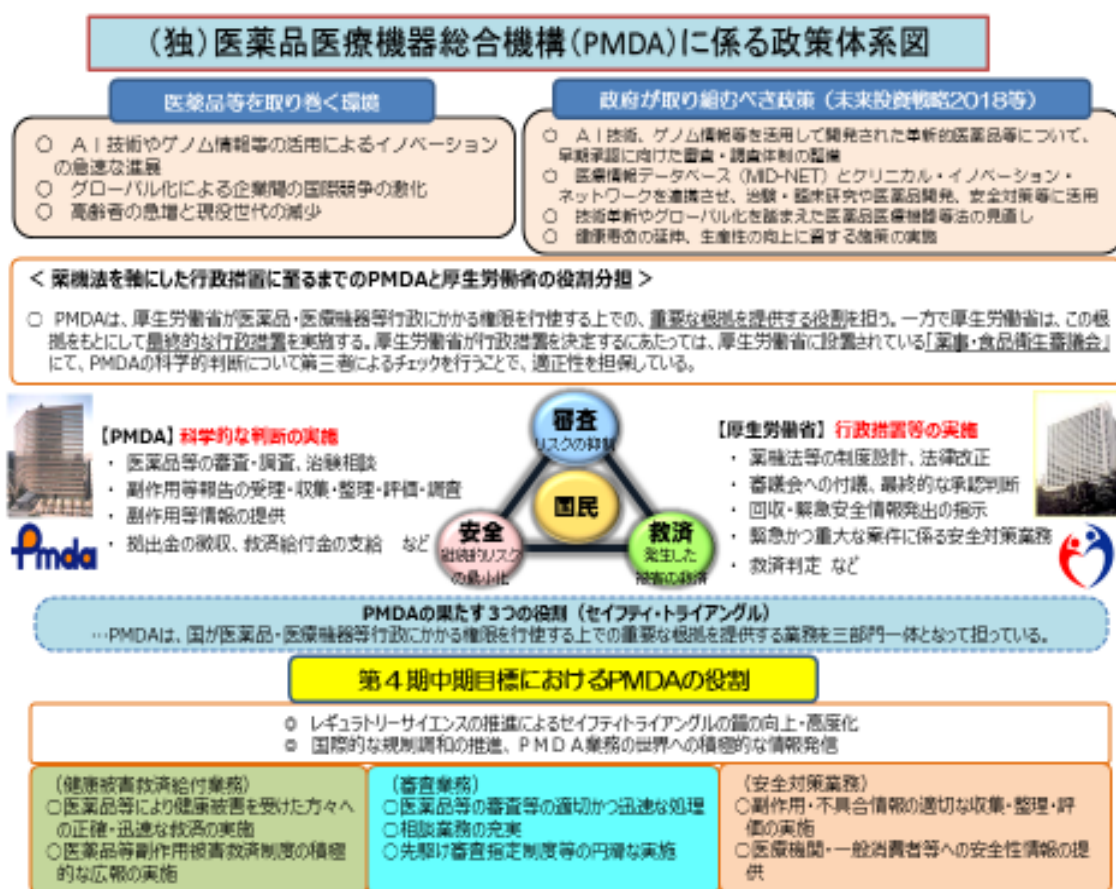 (独)医薬品医療機器総合機構(PMDA)に係る政策体系図
医薬品等を取り巻く環境
○ AI技術やゲノム情報等の活用によるイノベーション
の急速な進展
○ グローバル化による企業間の国際競争の激化
○ 高齢者の急増と現役世代の減少
政府が取り組むべき政策(未来投資戦略2018等)
○ AI技術、ゲノム情報等を活用して開発された革新的医薬品等について、
早期承認に向けた審査・調査体制の整備
○ 医療情報データベース(MID-NET)とクリニカル・イノベーション・
ネットワークを連携させ、治験・臨床研究や医薬品開発、安全対策等に活用
○ 技術革新やグローバル化を踏まえた医薬品医療機器等法の見直し
○ 健康寿命の延伸、生産性の向上に資する施策の実施
< 薬機法を軸にした行政措置に至るまでのPMDAと厚生労働省の役割分担 >
○ PMDAは、厚生労働省が医薬品・医療機器等行政にかかる権限を行使する上での、重要な根拠を提供する役割を担う。一方で厚生労働省は、この根
拠をもとにして最終的な行政措置を実施する。厚生労働省が行政措置を決定するにあたっては、厚生労働省に設置されている「薬事・食品衛生審議会」
にて、PMDAの科学的判断について第三者によるチェックを行うことで、適正性を担保している。
【PMDA】科学的な判断の実施
・ 医薬品等の審査・調査、治験相談
・ 副作用等報告の受理・収集・整理・評価・調査
・ 副作用等情報の提供
・ 拠出金の徴収、救済給付金の支給 など
Pmda
審査
リスクの抑制
国民
安全
継続的リスク
の最小化
救済
発生した
被害の救済
【厚生労働省】行政措置等の実施
・ 薬機法等の制度設計、法律改正
・ 審議会への付議、最終的な承認判断
・ 回収・緊急安全情報発出の指示
・ 緊急かつ重大な案件に係る安全対策業務
・ 救済判定 など
PMDAの果たす3つの役割(セイフティ・トライアングル)
…PMDAは、国が医薬品・医療機器等行政にかかる権限を行使する上での重要な根拠を提供する業務を三部門一体となって担っている。
第4期中期目標におけるPMDAの役割
◎ レギュラトリーサイエンスの推進によるセイフティトライアングルの質の向上・高度化
◎ 国際的な規制調和の推進、PMDA業務の世界への積極的な情報発信
(健康被害救済給付業務)
○医薬品等により健康被害を受けた方々へ
の正確・迅速な救済の実施
○医薬品等副作用被害救済制度の積極
的な広報の実施
(審査業務)
○医薬品等の審査等の適切かつ迅速な処理
○相談業務の充実
○先駆け審査指定制度等の円滑な実施
(安全対策業務)
○副作用・不具合情報の適切な収集・整理・評
価の実施
○医療機関・一般消費者等への安全性情報の提
供